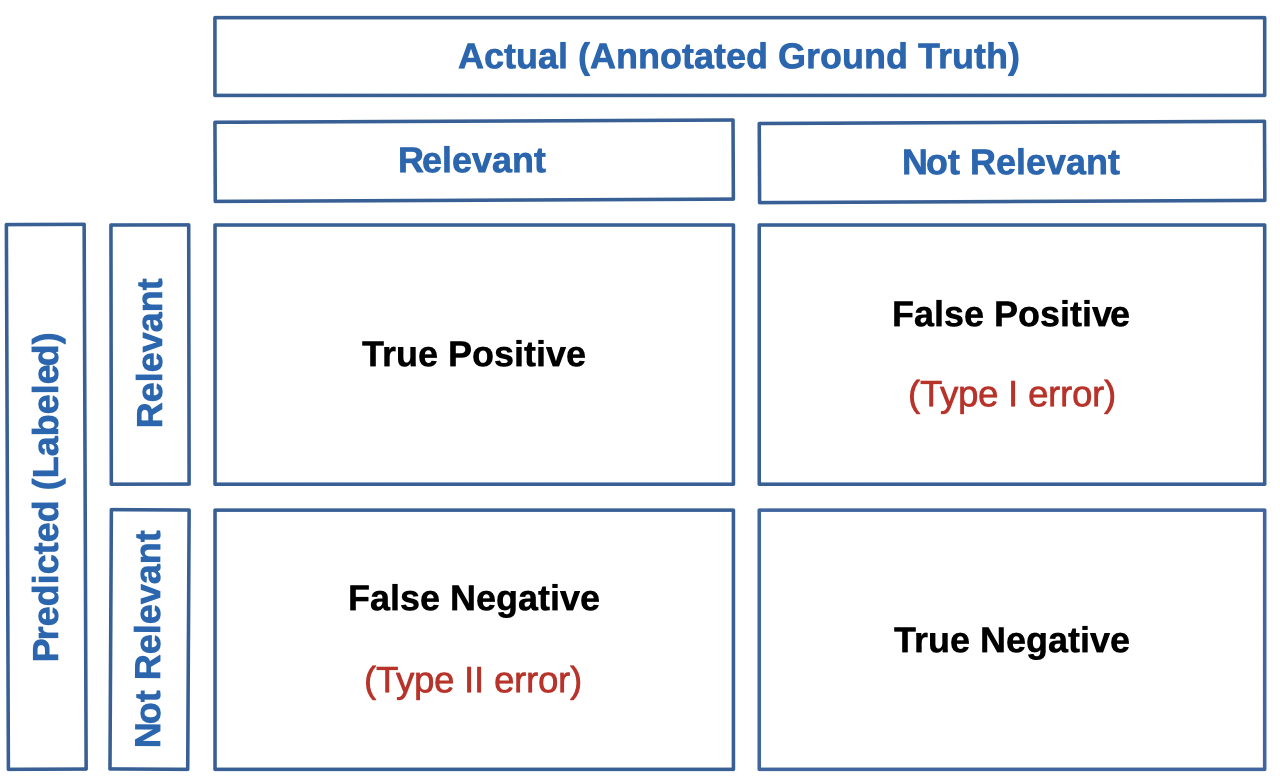 Actual (Annotated Ground Truth)
Relevant
Not Relevant
Predicted (Labeled)
Relevant
True Positive
False Positive
(Type I error)
Not Relevant
False Negative
(Type II error)
True Negative